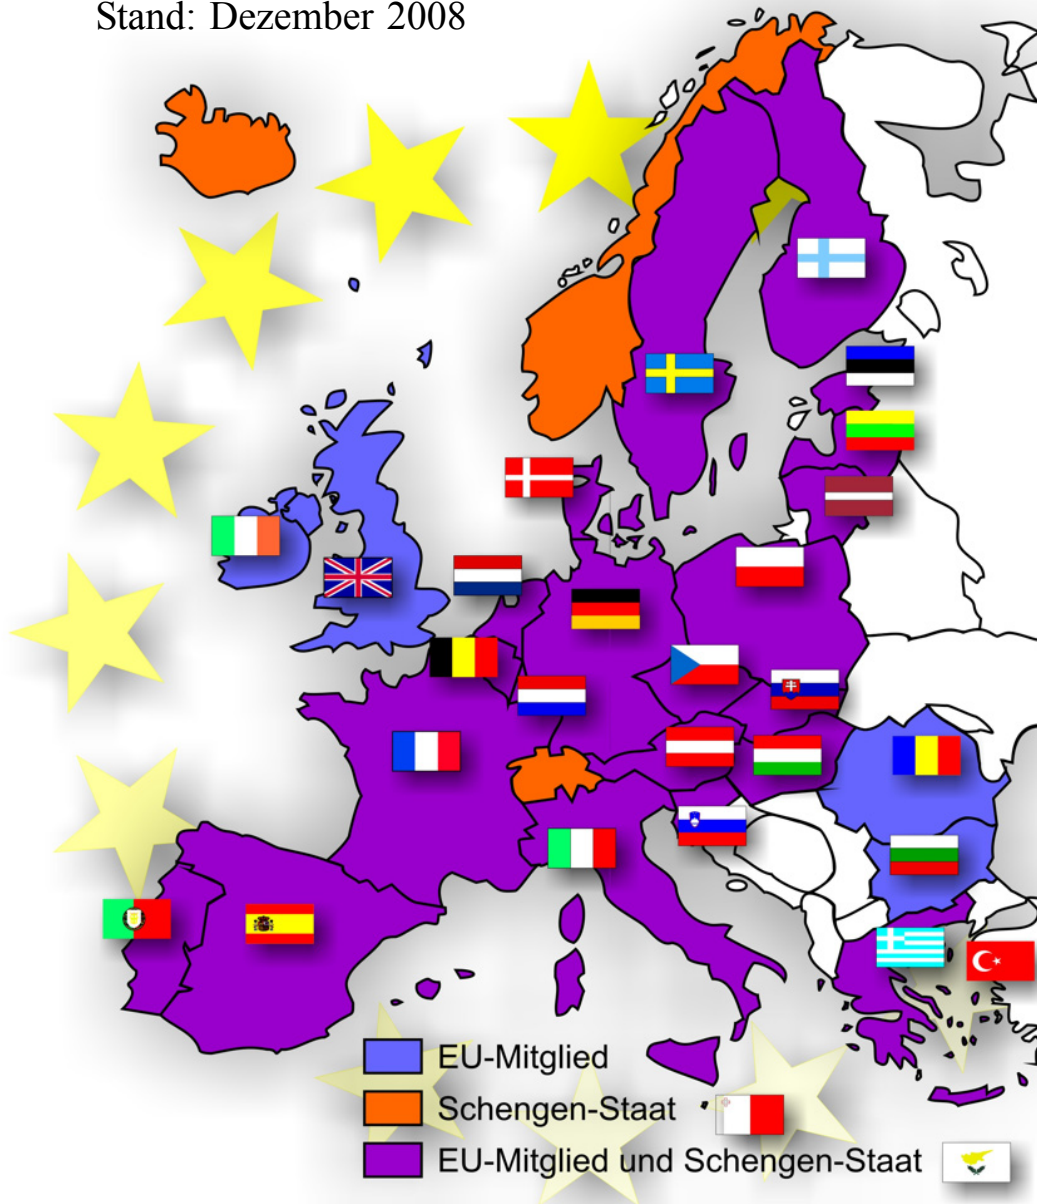 Stand: Dezember 2008
EU-Mitglied
Schengen-Staat
EU-Mitglied und Schengen-Staat